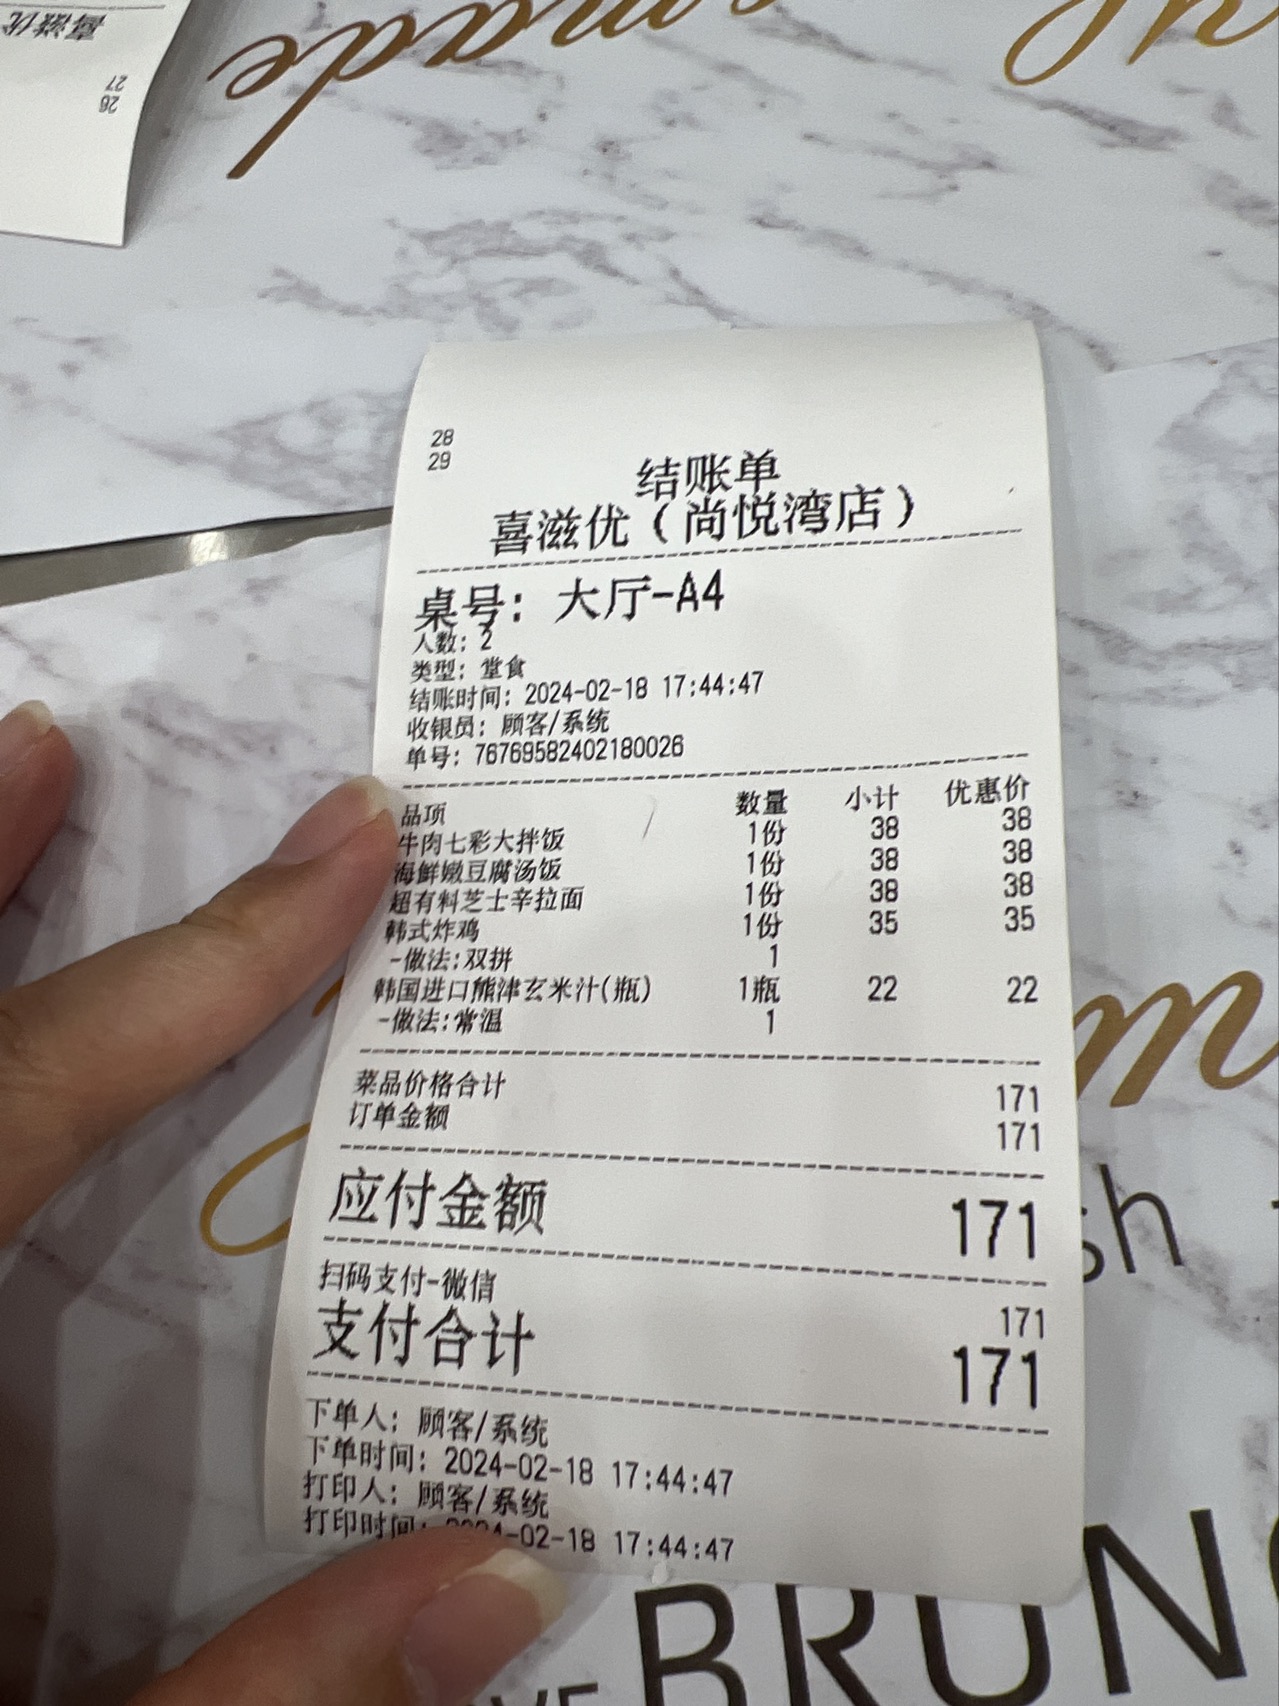 喜滋优
27
26
made
28
29
结账单
喜滋优（尚悦湾店）
桌号: 大厅-A4
人数: 2
类型: 堂食
结账时间: 2024-02-18 17:44:47
收银员: 顾客/系统
单号: 76769582402180026
品项 数量 小计 优惠价
牛肉七彩大拌饭 1份 38 38
海鲜嫩豆腐汤饭 1份 38 38
超有料芝士辛拉面 1份 38 38
韩式炸鸡 1份 35 35
-做法:双拼 1
韩国进口熊津玄米汁(瓶) 1瓶 22 22
-做法:常温 1
菜品价格合计 171
订单金额 171
应付金额 171
扫码支付-微信 171
支付合计 171
下单人: 顾客/系统
下单时间: 2024-02-18 17:44:47
打印人: 顾客/系统
打印时间: 2024-02-18 17:44:47